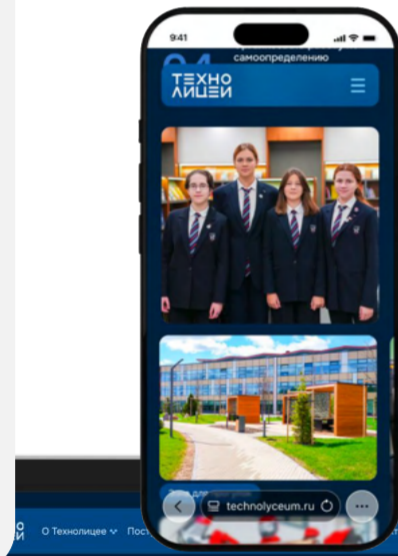 9:41
самоопределению
ТЕХНО
ЛИЦЕЙ
technolyceum.ru
О Технолицее